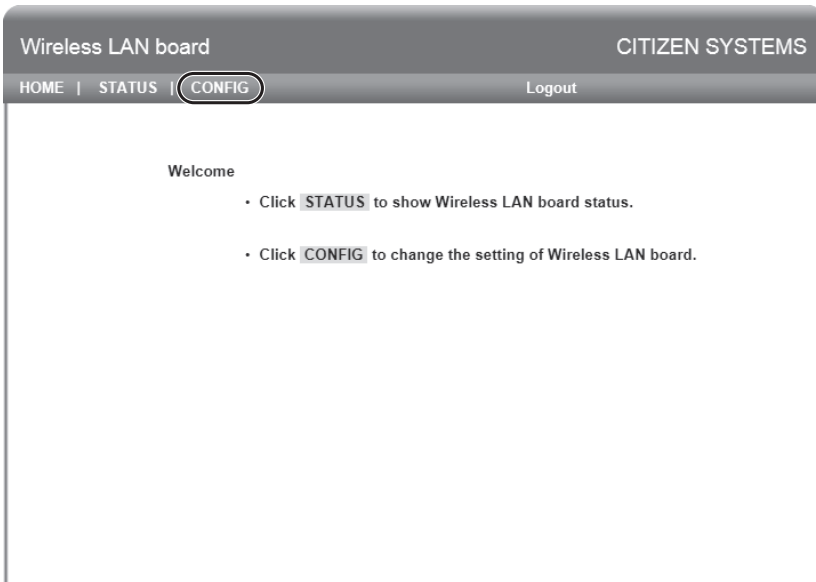 Wireless LAN board CITIZEN SYSTEMS
HOME | STATUS | CONFIG Logout
Welcome
• Click STATUS to show Wireless LAN board status.
• Click CONFIG to change the setting of Wireless LAN board.